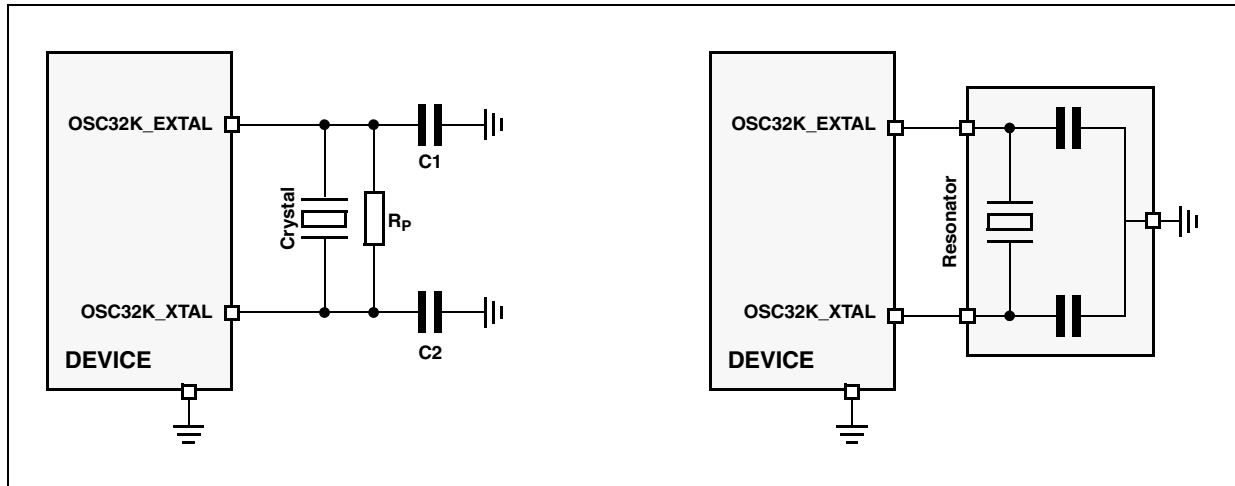 OSC32K_EXTAL
C1
Crystal
RP
OSC32K_XTAL
C2
DEVICE
OSC32K_EXTAL
Resonator
OSC32K_XTAL
DEVICE